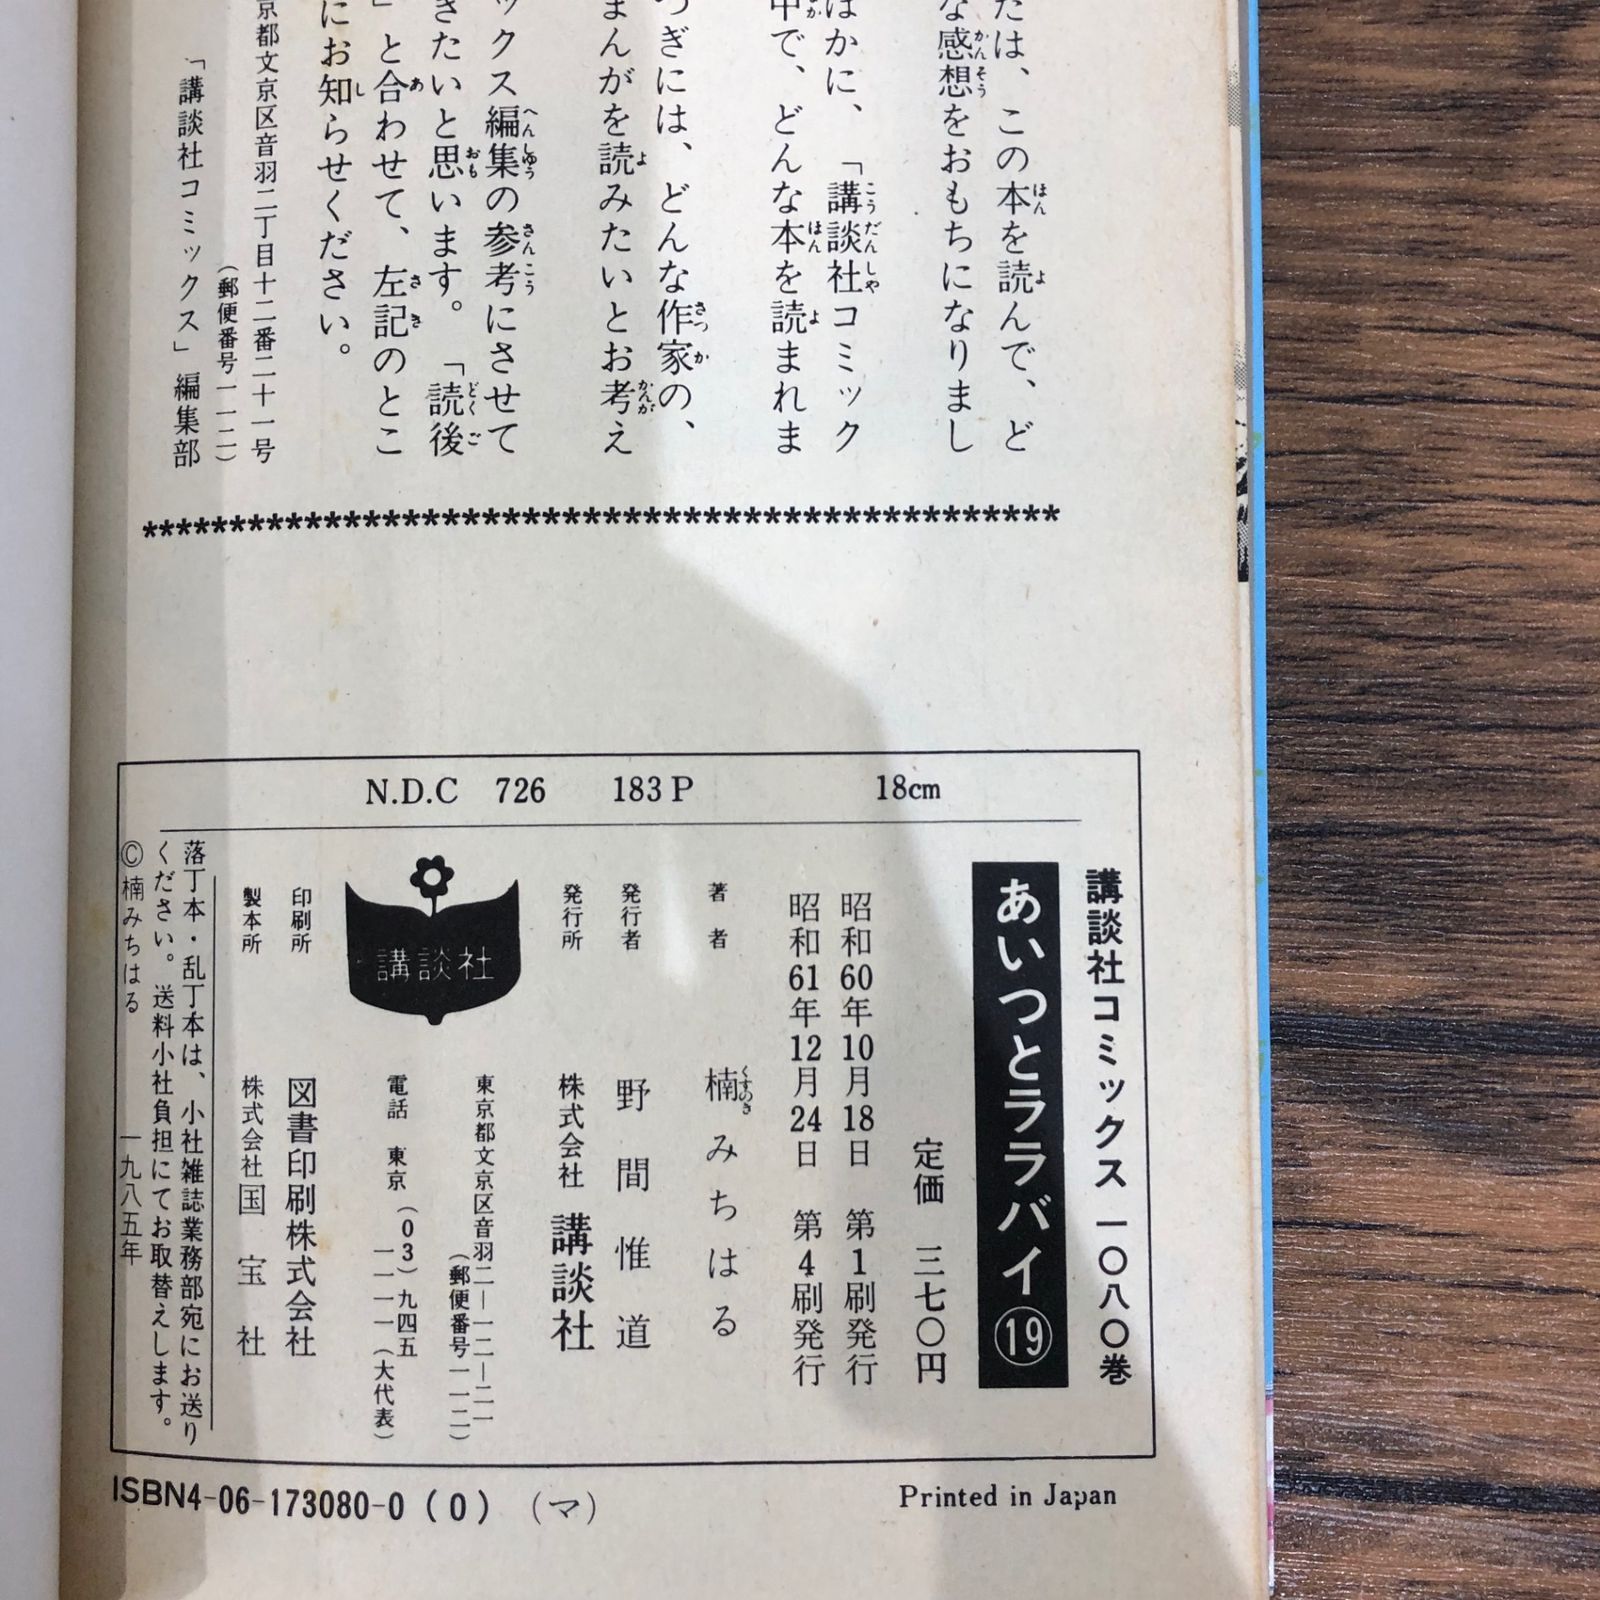 たは、この本を読んで、ど
な感想をおもちになりまし
ほかに、「講談社コミック
中で、どんな本を読まれま
つぎには、どんな作家の、
まんがを読みたいとお考え
ックス編集の参考にさせて
きたいと思います。「読後
」と合わせて、左記のとこ
にお知らせください。
京都文京区音羽二丁目十二番二十一号
(郵便番号一一二)
「講談社コミックス」編集部
********************************************************
N.D.C 726 183P 18cm
講談社コミックス 一〇八〇巻
あいつとララバイ⑲
定価 三七〇円
昭和60年10月18日 第1刷発行
昭和61年12月24日 第4刷発行
著者 楠みちはる
くすのき
発行者 野間惟道
発行所 株式会社 講談社
東京都文京区音羽二―一二―二一
(郵便番号一一二)
電話 東京(03)九四五
一一一一(大代表)
講談社
印刷所 図書印刷株式会社
製本所 株式会社国宝社
落丁本・乱丁本は、小社雑誌業務部宛にお送り
ください。送料小社負担にてお取替えします。
©楠みちはる 一九八五年
ISBN4-06-173080-0 (0) (マ)
Printed in Japan